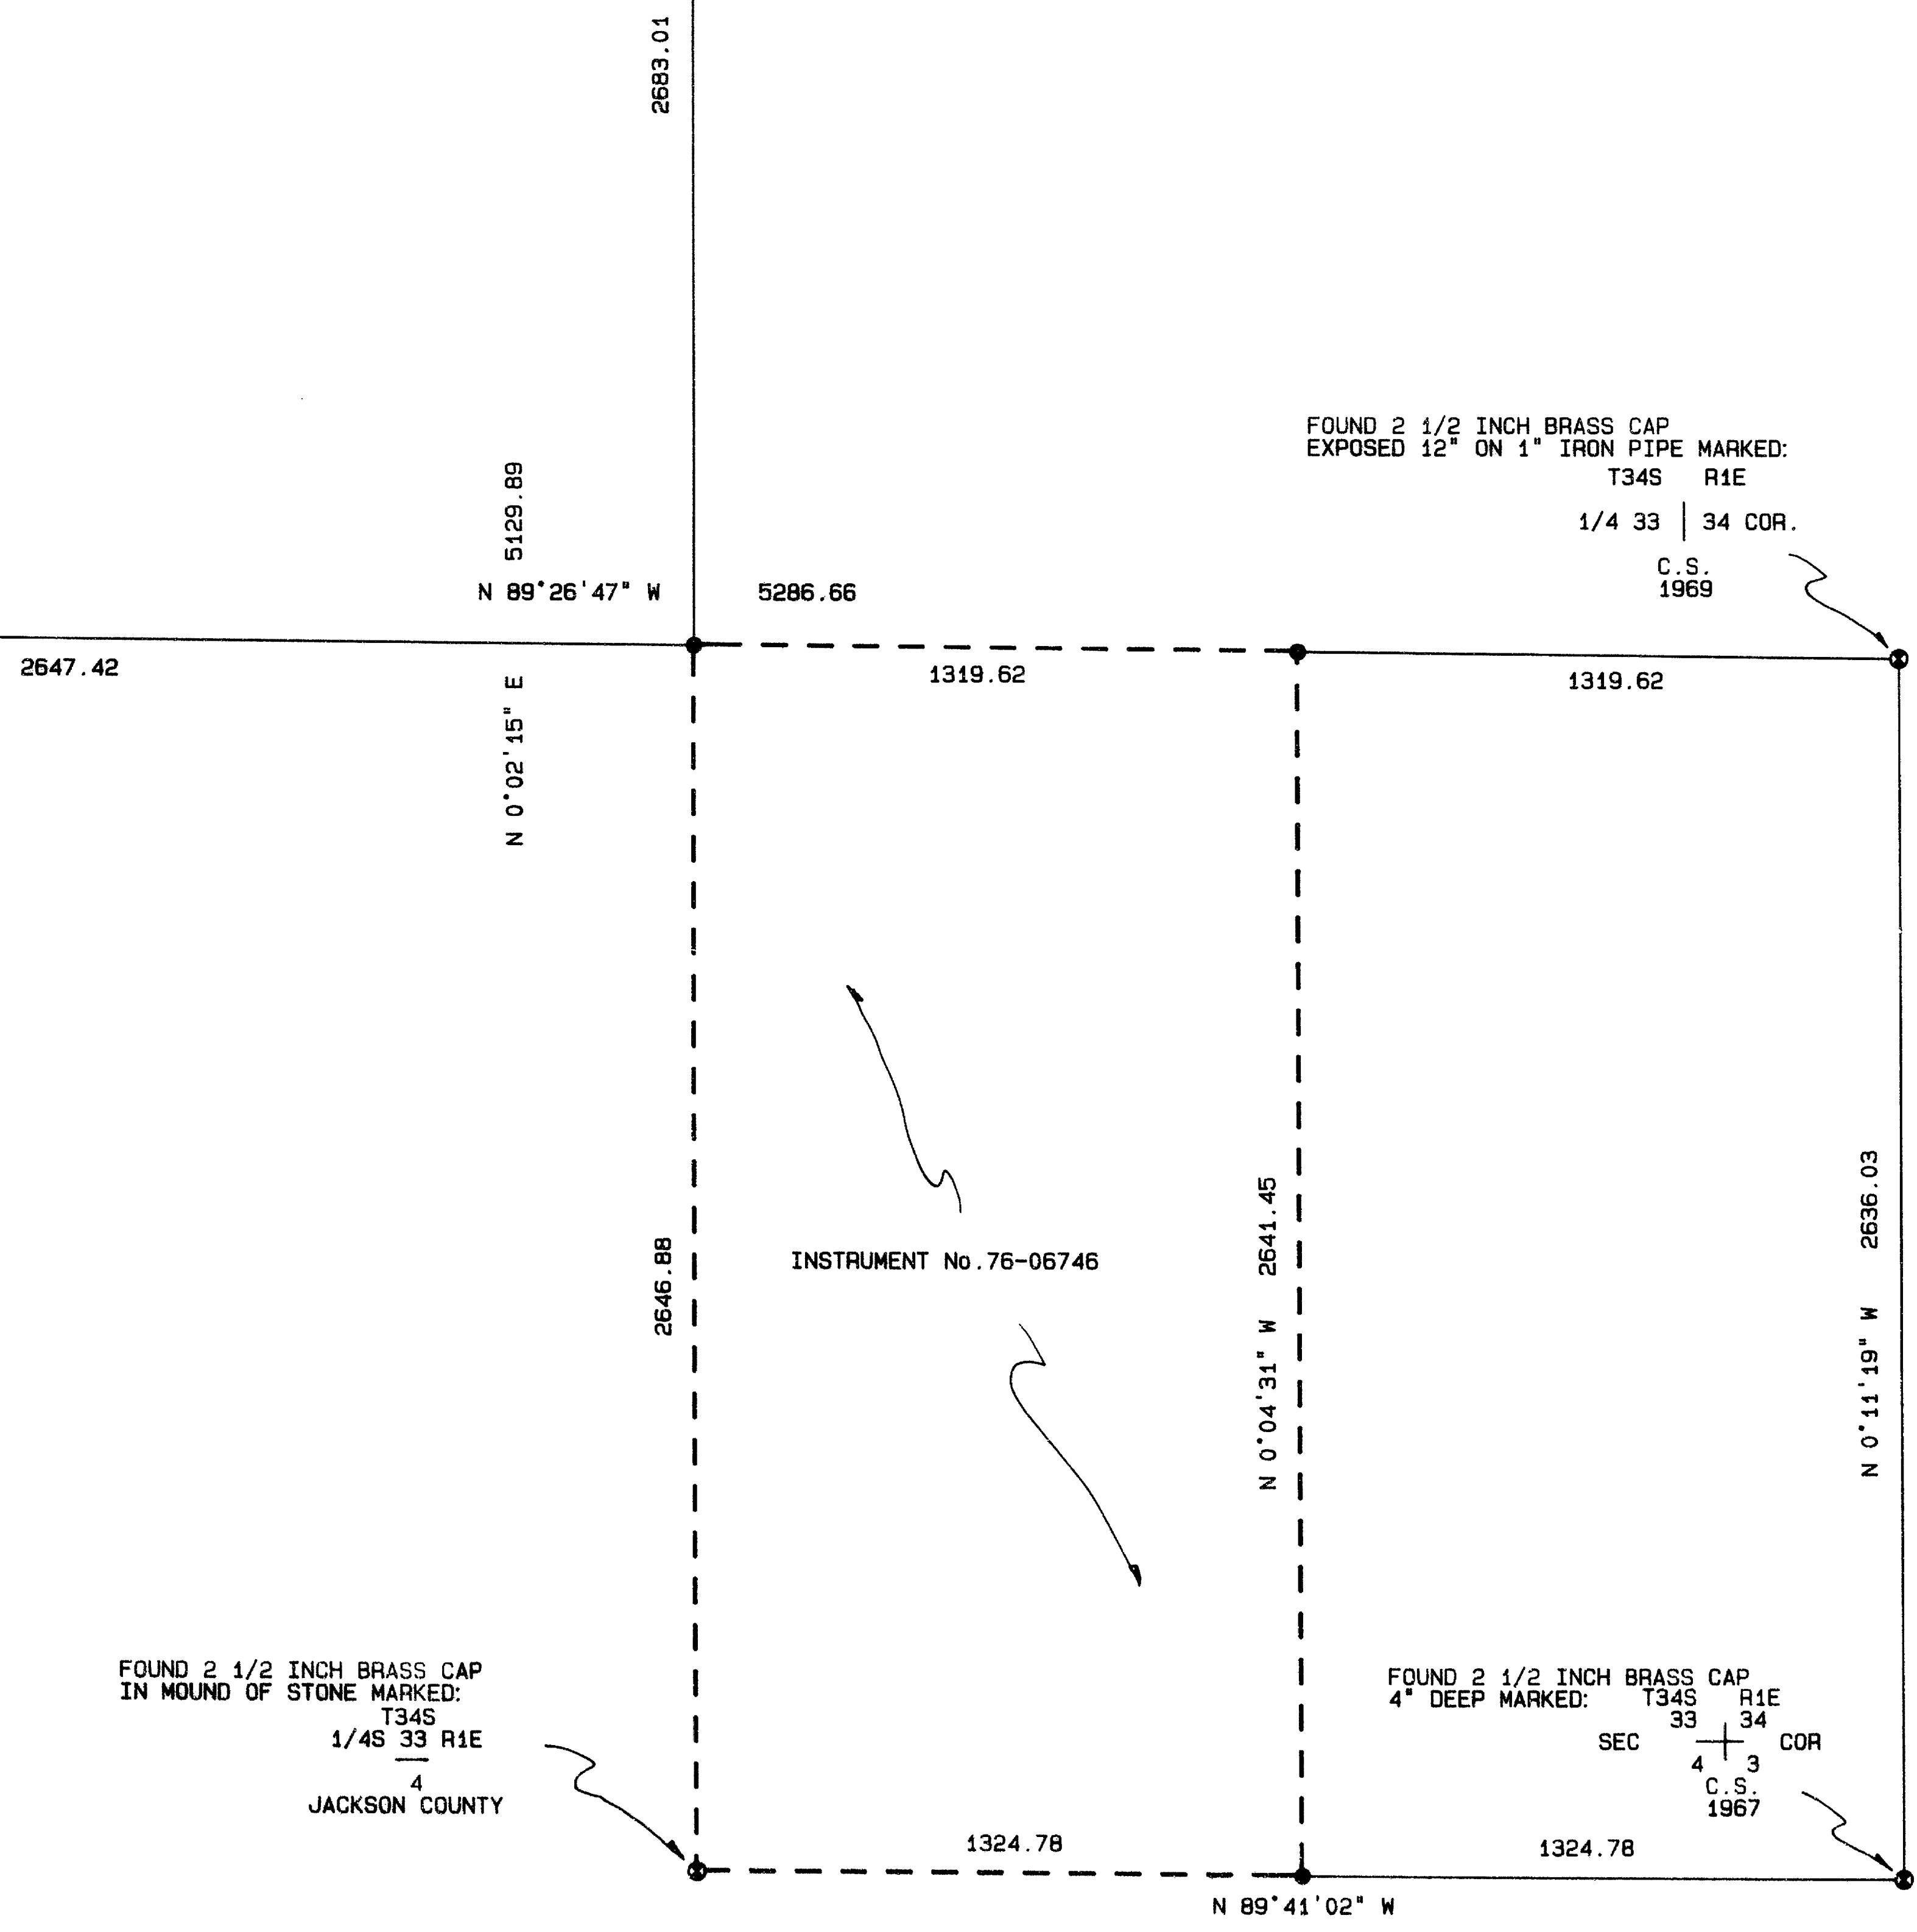 2683.01
FOUND 2 1/2 INCH BRASS CAP
EXPOSED 12" ON 1" IRON PIPE MARKED:
T34S R1E
1/4 33 | 34 COR.
C.S.
1969
5129.89
N 89°26'47" W 5286.66
2647.42
1319.62
1319.62
N 0°02'15" E
INSTRUMENT No.76-06746
2646.88
N 0°04'31" W 2641.45
N 0°11'19" W 2636.03
FOUND 2 1/2 INCH BRASS CAP
IN MOUND OF STONE MARKED:
T34S
1/4S 33 R1E
4
JACKSON COUNTY
FOUND 2 1/2 INCH BRASS CAP
4" DEEP MARKED: T34S R1E
33 34
SEC COR
4 3
C.S.
1967
1324.78
1324.78
N 89°41'02" W